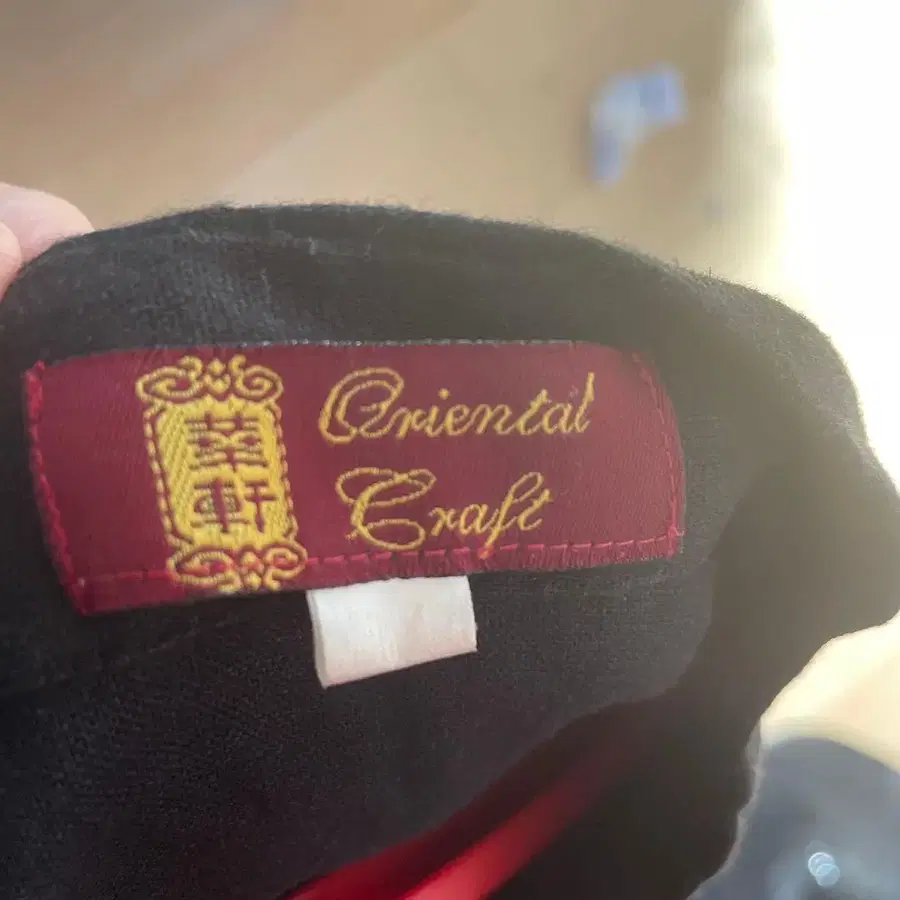 華軒
Oriental
Craft